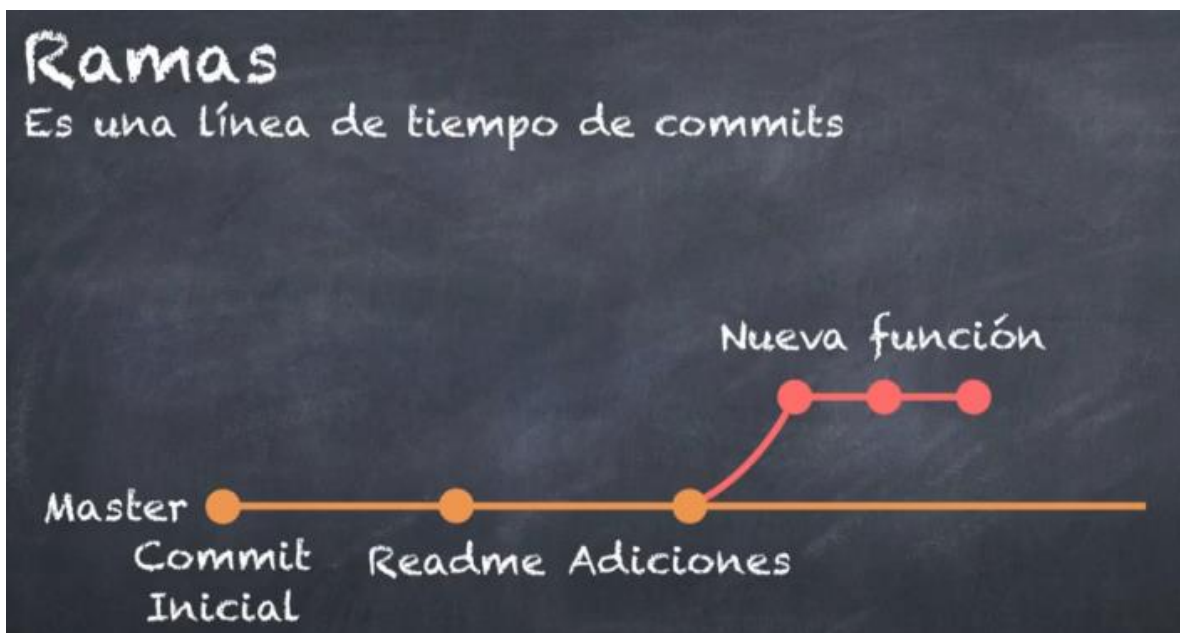 Ramas
Es una línea de tiempo de commits
Nueva función
Master
Commit
Inicial
Readme
Adiciones